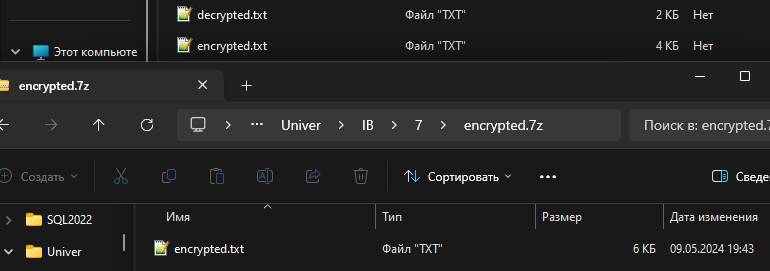 decrypted.txt Файл "TXT" 2 КБ Нет
Этот компьюте encrypted.txt Файл "TXT" 4 КБ Нет
encrypted.7z
Univer IB 7 encrypted.7z Поиск в: encrypted.7
Создать Сортировать Сведе
SQL2022 Имя Тип Размер Дата изменения
Univer encrypted.txt Файл "TXT" 6 КБ 09.05.2024 19:43